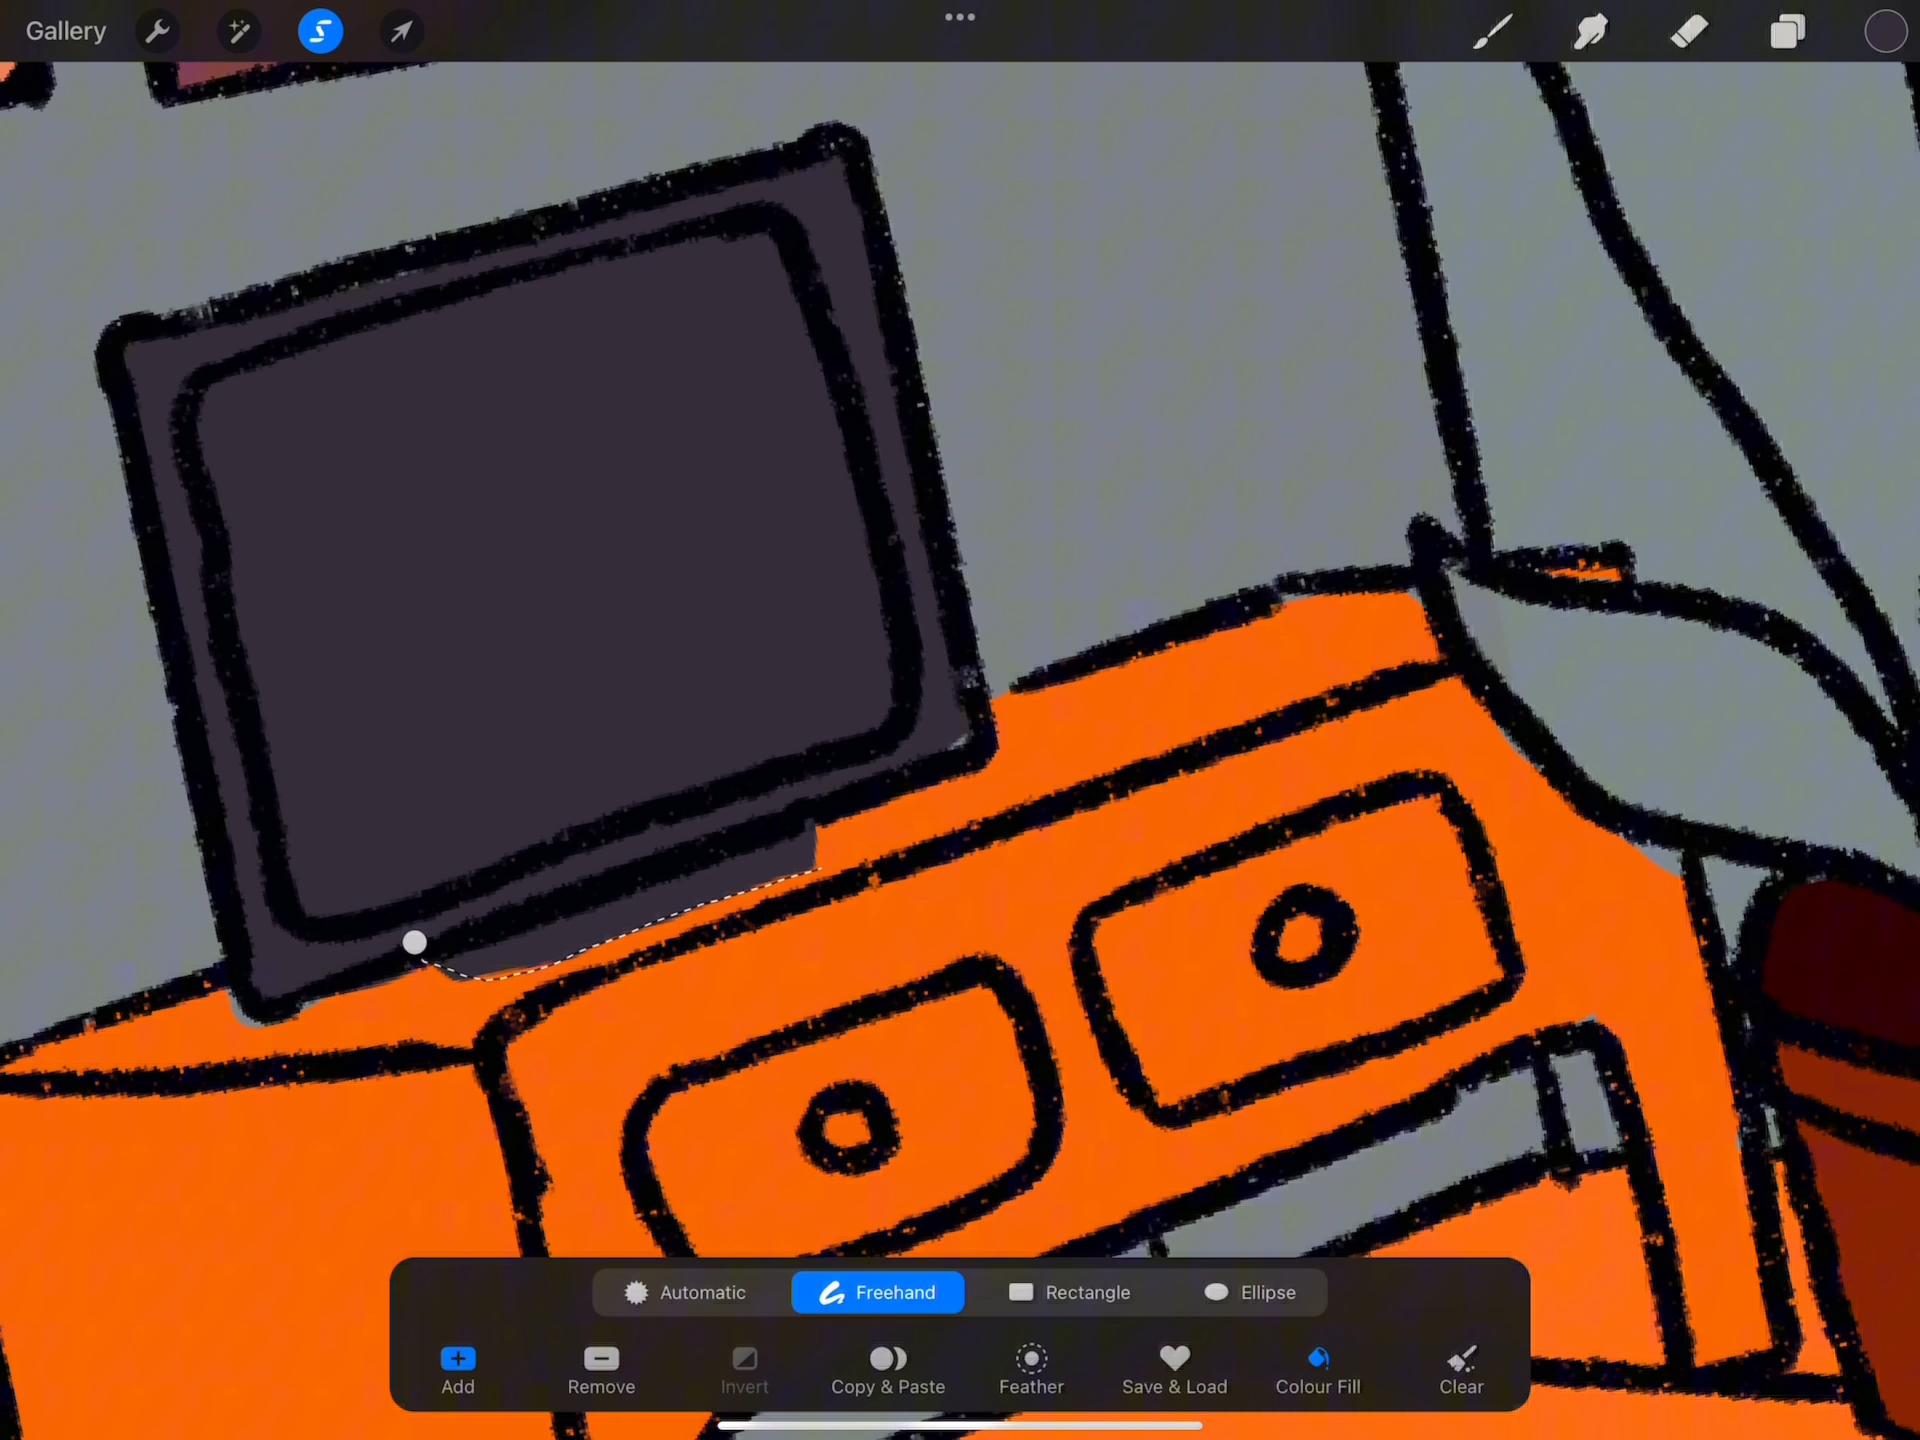 Gallery
Automatic
Freehand
Rectangle
Ellipse
Add
Remove
Invert
Copy & Paste
Feather
Save & Load
Colour Fill
Clear